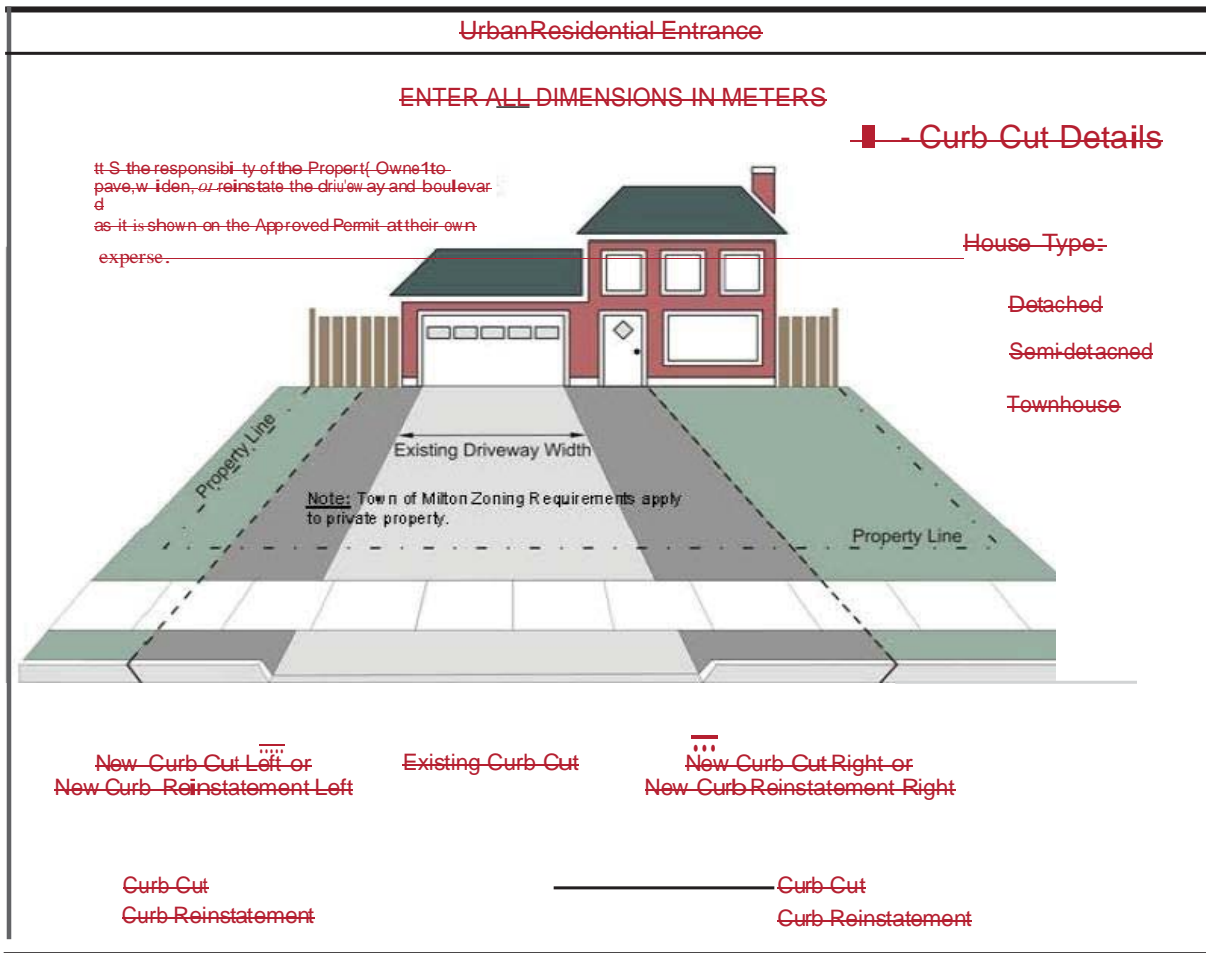 UrbanResidential Entrance
ENTER ALL DIMENSIONS IN METERS
- Curb Cut Details
tt S the responsibi ty of the Propert{ Owne1to
pave,w iden, or reinstate the driu'ew ay and boulevar
d
as it is shown on the Approved Permit at their own
experse.
House Type:
Detached
Semi-detacned
Townhouse
Property Line
Existing Driveway Width
Note: Town of Milton Zoning Requirements apply
to private property.
Property Line
New Curb Cut Left or
New Curb Reinstatement Left
Existing Curb Cut
New Curb Cut Right or
New Curb Reinstatement Right
Curb Cut
Curb Reinstatement
Curb Cut
Curb Reinstatement